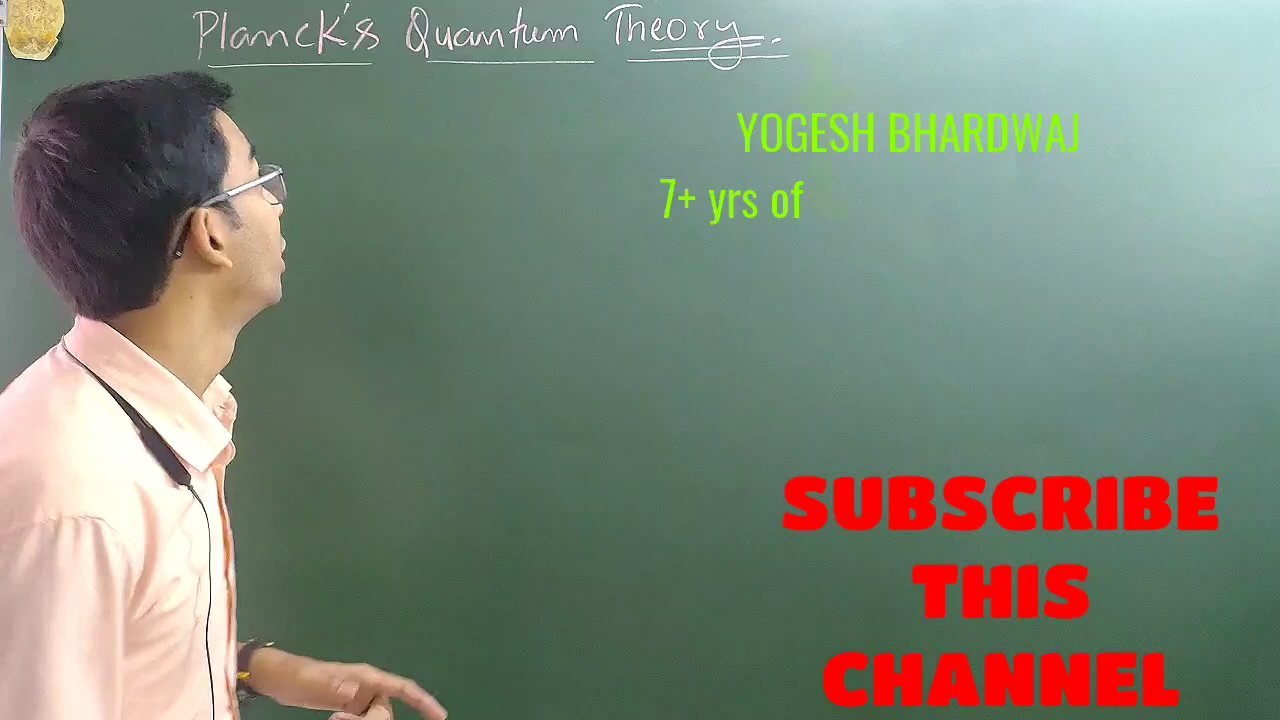 Planck's Quantum Theory.
YOGESH BHARDWAJ
7+ yrs of
SUBSCRIBE
THIS
CHANNEL